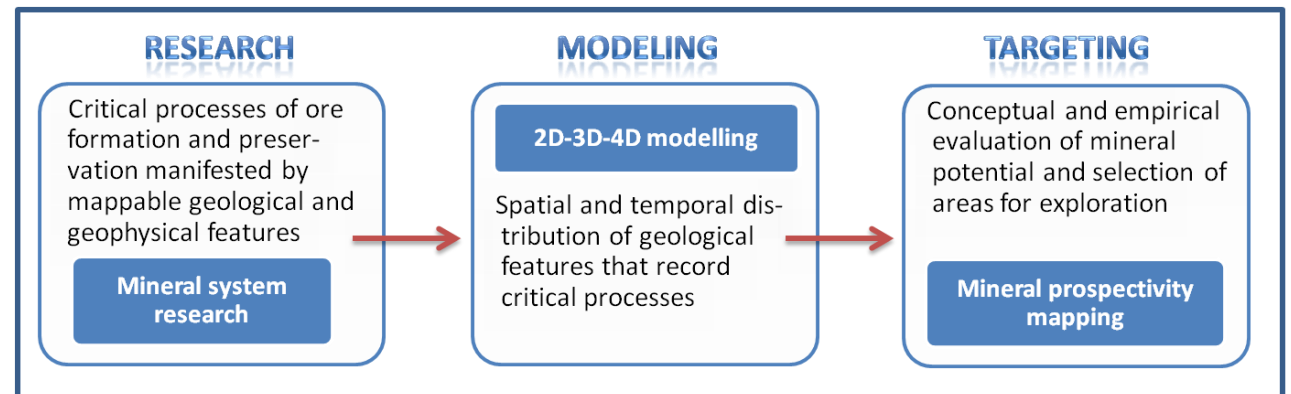 RESEARCH
Critical processes of ore
formation and preser-
vation manifested by
mappable geological and
geophysical features
Mineral system
research
MODELING
2D-3D-4D modelling
Spatial and temporal dis-
tribution of geological
features that record
critical processes
TARGETING
Conceptual and empirical
evaluation of mineral
potential and selection of
areas for exploration
Mineral prospectivity
mapping